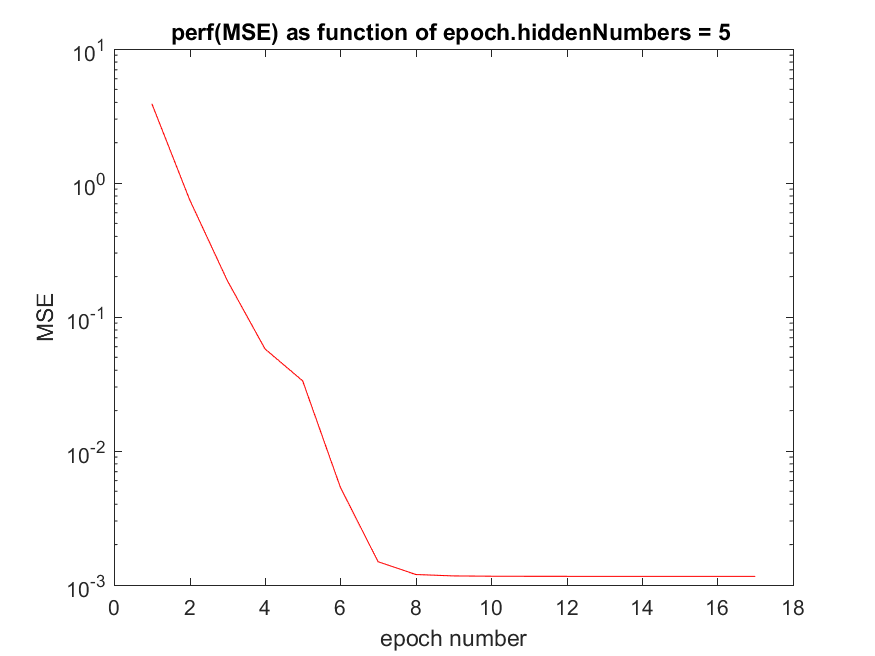 perf(MSE) as function of epoch.hiddenNumbers = 5
10^1
10^0
10^-1
10^-2
10^-3
MSE
0 2 4 6 8 10 12 14 16 18
epoch number